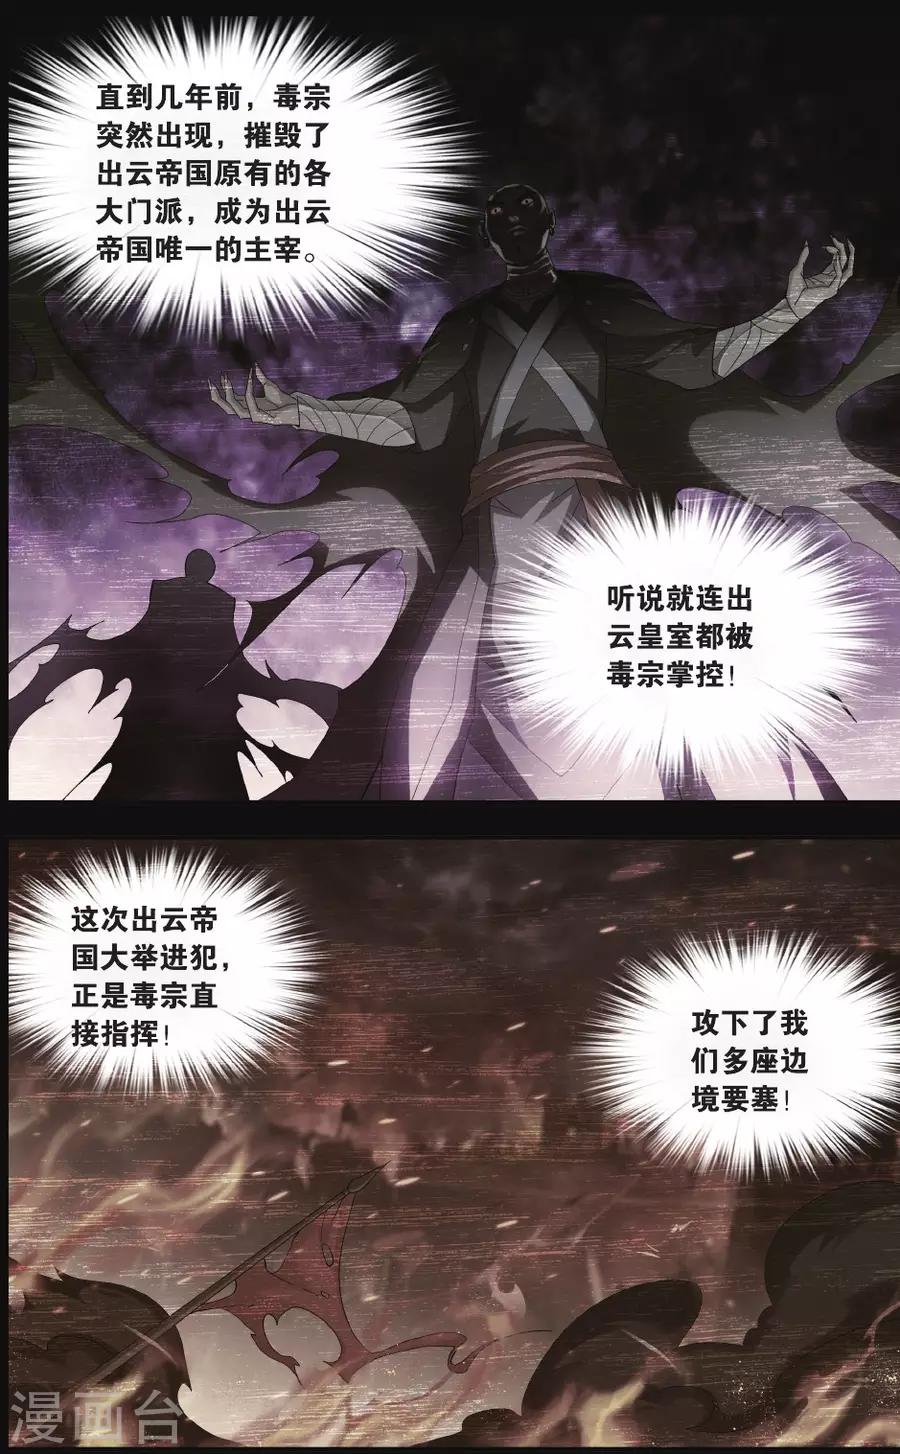 直到几年前，毒宗
突然出现，摧毁了
出云帝国原有的各
大门派，成为出云
帝国唯一的主宰。
听说就连出
云皇室都被
毒宗掌控！
这次出云帝
国大举进犯，
正是毒宗直
接指挥！
攻下了我
们多座边
境要塞！
漫画台